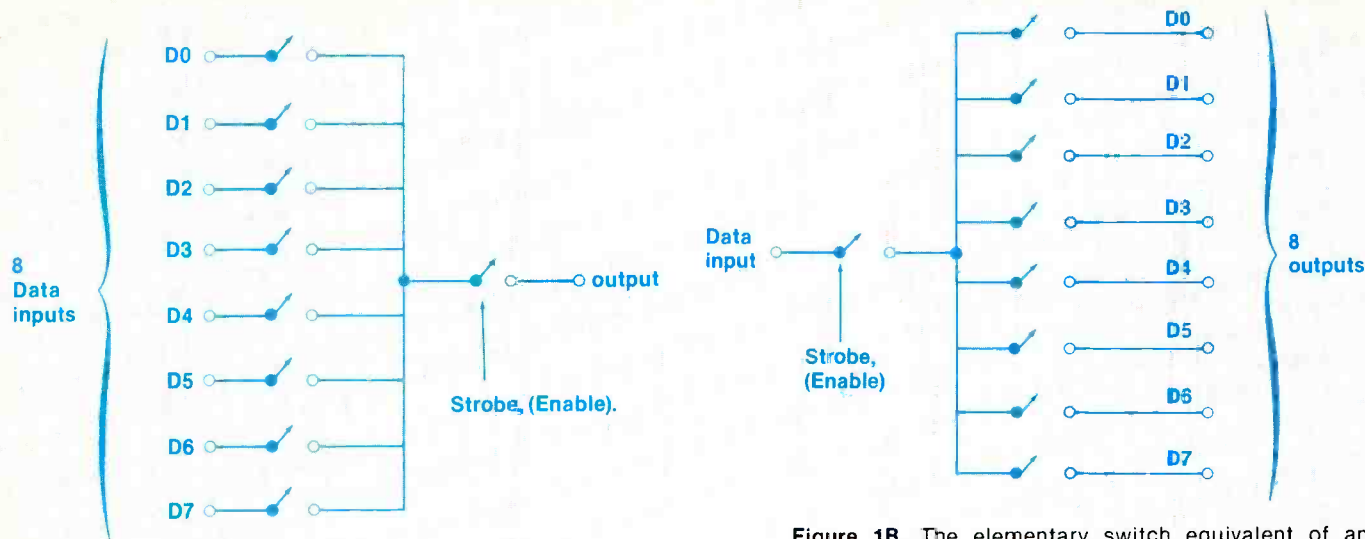 D0
D1
D2
D3
8
Data
inputs
D4
D5
D6
D7
output
Strobe, (Enable).
D0
D1
D2
D3
Data
input
D4
D5
D6
D7
Strobe,
(Enable)
8
outputs
Figure 1B. The elementary switch equivalent of an